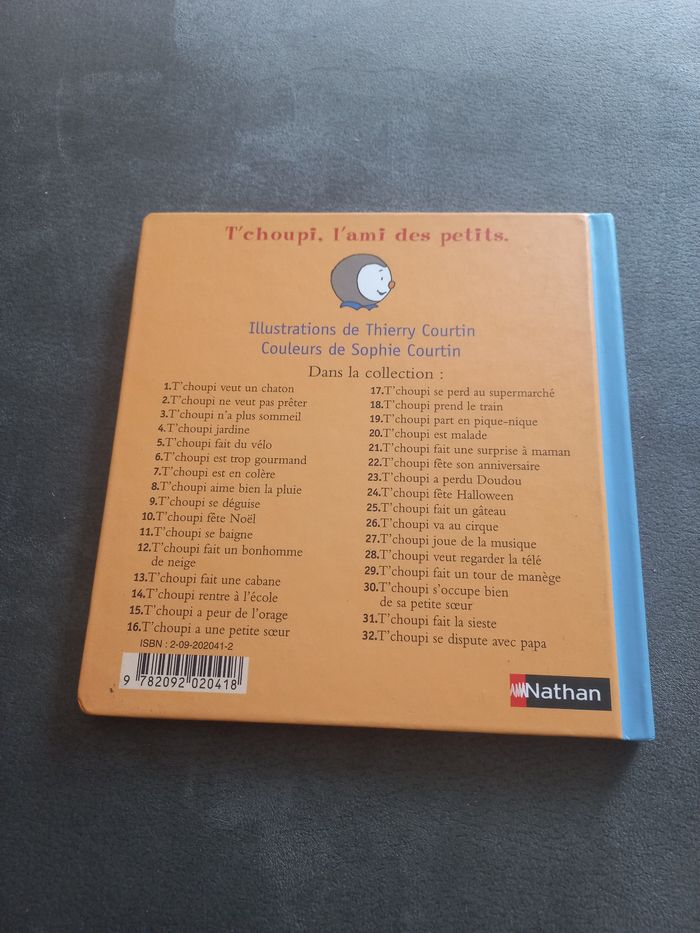 T'choupi, l'ami des petits.
Illustrations de Thierry Courtin
Couleurs de Sophie Courtin
Dans la collection :
1.T'choupi veut un chaton
2.T'choupi ne veut pas prêter
3.T'choupi n'a plus sommeil
4.T'choupi jardine
5.T'choupi fait du vélo
6.T'choupi est trop gourmand
7.T'choupi est en colère
8.T'choupi aime bien la pluie
9.T'choupi se déguise
10.T'choupi fête Noël
11.T'choupi se baigne
12.T'choupi fait un bonhomme
de neige
13.T'choupi fait une cabane
14.T'choupi rentre à l'école
15.T'choupi a peur de l'orage
16.T'choupi a une petite sœur
17.T'choupi se perd au supermarché
18.T'choupi prend le train
19.T'choupi part en pique-nique
20.T'choupi est malade
21.T'choupi fait une surprise à maman
22.T'choupi fête son anniversaire
23.T'choupi a perdu Doudou
24.T'choupi fête Halloween
25.T'choupi fait un gâteau
26.T'choupi va au cirque
27.T'choupi joue de la musique
28.T'choupi veut regarder la télé
29.T'choupi fait un tour de manège
30.T'choupi s'occupe bien
de sa petite sœur
31.T'choupi fait la sieste
32.T'choupi se dispute avec papa
ISBN : 2-09-202041-2
9 782092 020418
Nathan